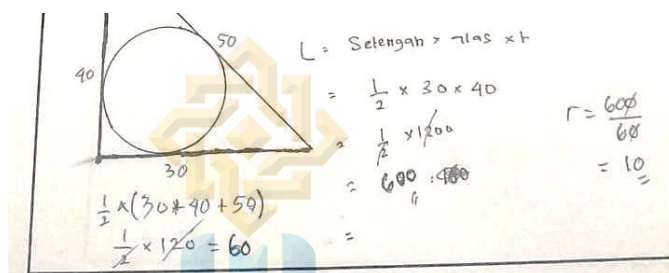 50
40
30
L = Setengah × alas × t
= 1/2 × 30 × 40
= 1/2 × 1200
= 600
=
1/2 × (30 + 40 + 50)
1/2 × 120 = 60
r = 600/60
= 10